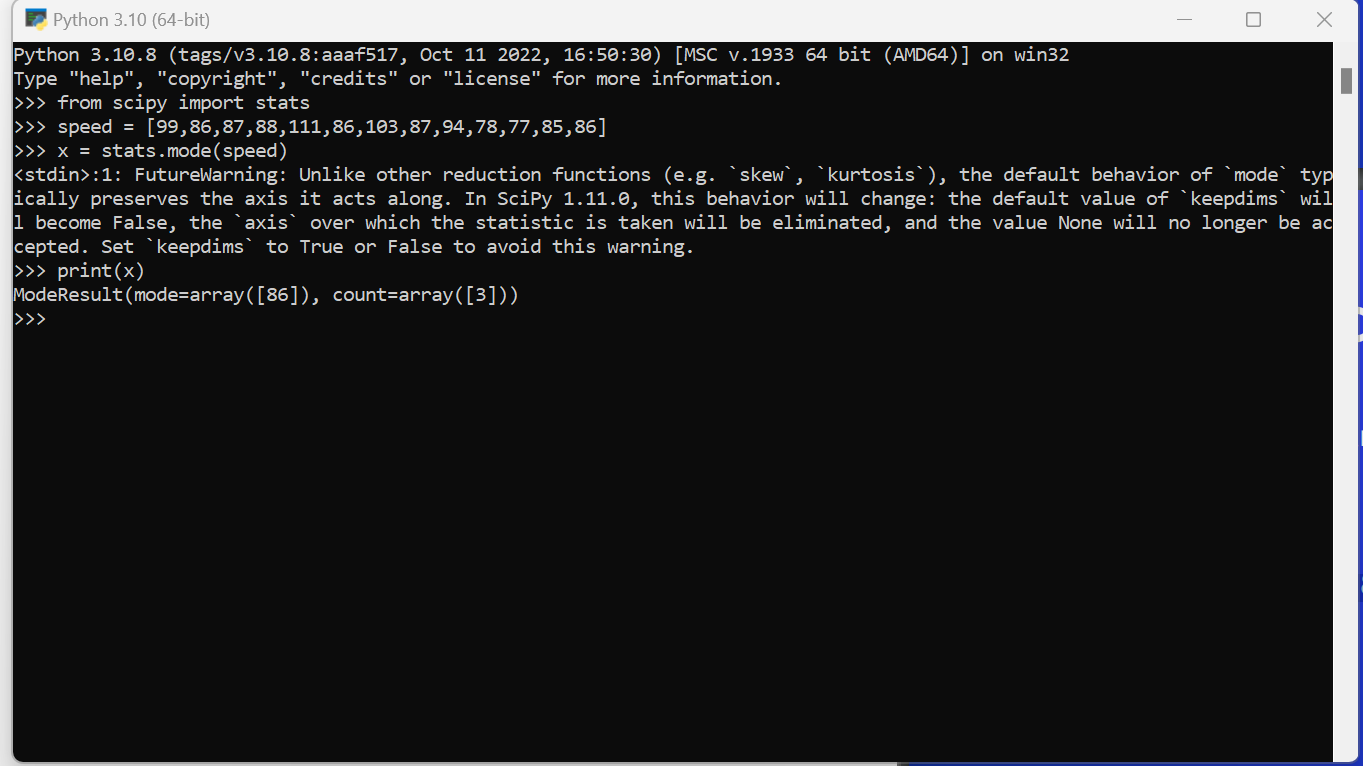 Python 3.10 (64-bit)
Python 3.10.8 (tags/v3.10.8:aaaf517, Oct 11 2022, 16:50:30) [MSC v.1933 64 bit (AMD64)] on win32
Type "help", "copyright", "credits" or "license" for more information.
>>> from scipy import stats
>>> speed = [99,86,87,88,111,86,103,87,94,78,77,85,86]
>>> x = stats.mode(speed)
<stdin>:1: FutureWarning: Unlike other reduction functions (e.g. `skew`, `kurtosis`), the default behavior of `mode` typ
ically preserves the axis it acts along. In SciPy 1.11.0, this behavior will change: the default value of `keepdims` wil
l become False, the `axis` over which the statistic is taken will be eliminated, and the value None will no longer be ac
cepted. Set `keepdims` to True or False to avoid this warning.
>>> print(x)
ModeResult(mode=array([86]), count=array([3]))
>>>